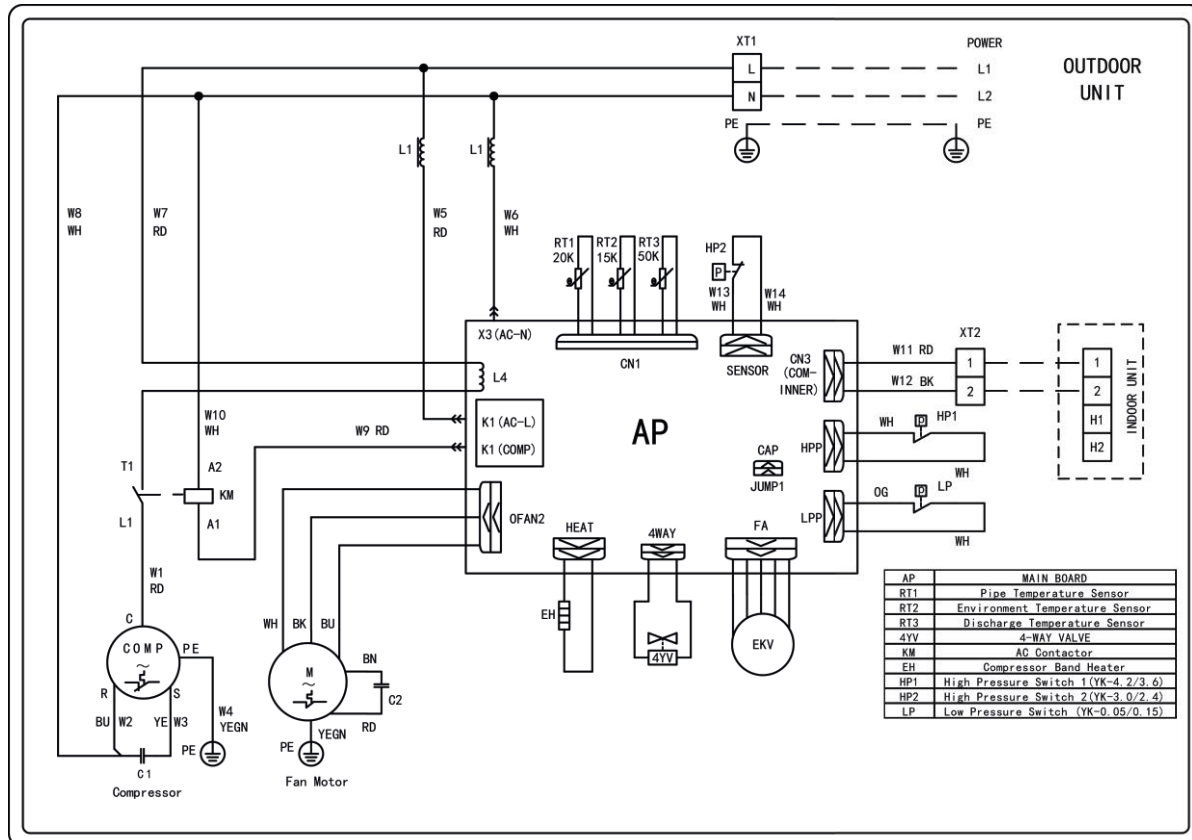 XT1
POWER
L
L1
N
L2
PE
PE
OUTDOOR
UNIT
L1
L1
W8
WH
W7
RD
W5
RD
W6
WH
RT1
20K
RT2
15K
RT3
50K
HP2
P
W13
WH
W14
WH
X3(AC-N)
CN1
SENSOR
CN3
(COM-
INNER)
W11 RD
W12 BK
XT2
1
2
1
2
H1
H2
INDOOR UNIT
L4
W10
WH
W9 RD
K1(AC-L)
K1(COMP)
AP
HPP
WH
P
HP1
WH
CAP
JUMP1
T1
A2
KM
L1
A1
OFAN2
LPP
OG
P
LP
WH
HEAT
4WAY
FA
W1
RD
C
COMP
~
PE
R
S
BU
W2
YE
W3
W4
YEGN
PE
C1
Compressor
WH
BK
BU
M
~
BN
C2
RD
YEGN
PE
Fan Motor
EH
4YV
EKV
AP MAIN BOARD
RT1 Pipe Temperature Sensor
RT2 Environment Temperature Sensor
RT3 Discharge Temperature Sensor
4YV 4-WAY VALVE
KM AC Contactor
EH Compressor Band Heater
HP1 High Pressure Switch 1(YK-4.2/3.6)
HP2 High Pressure Switch 2(YK-3.0/2.4)
LP Low Pressure Switch (YK-0.05/0.15)